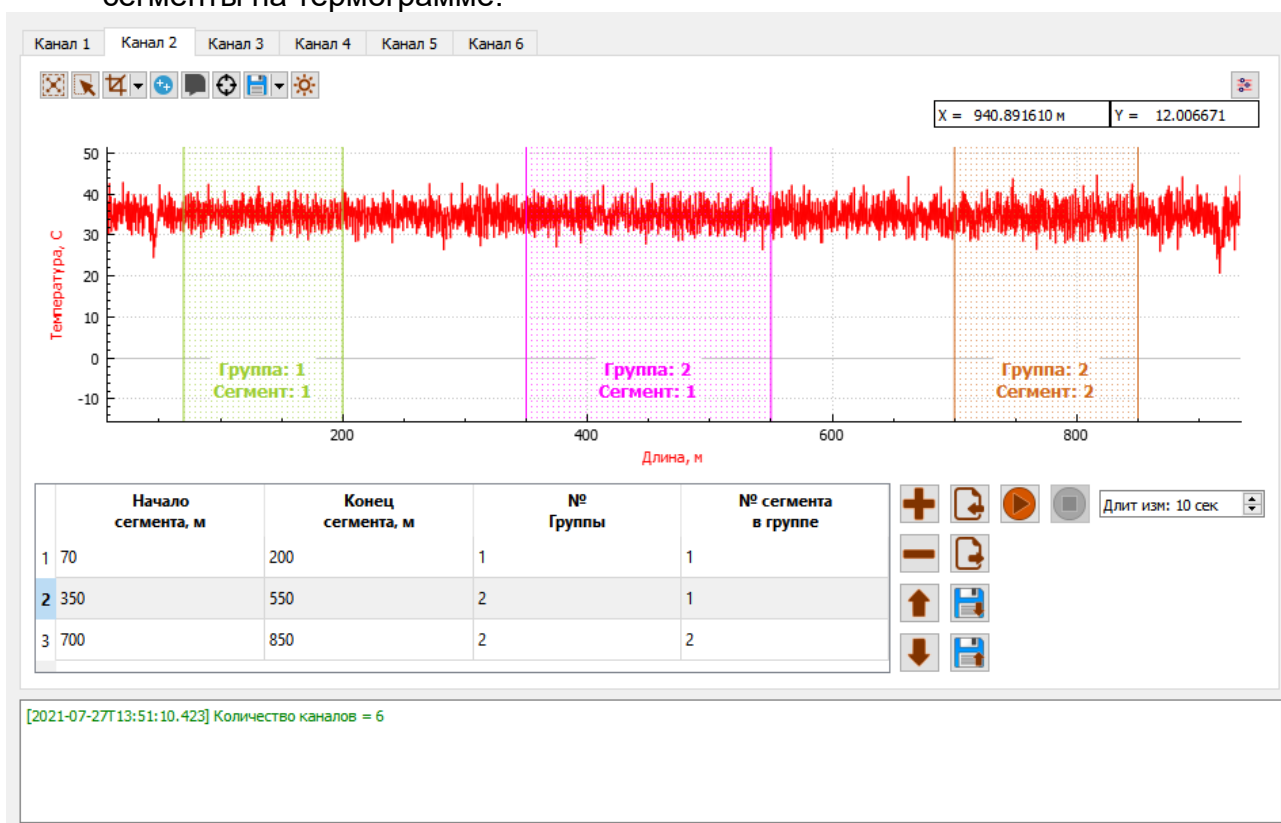 сегменты на термограмме.
Канал 1 Канал 2 Канал 3 Канал 4 Канал 5 Канал 6
X = 940.891610 м Y = 12.006671
50
40
30
20
10
0
-10
Температура, С
Группа: 1 Группа: 2 Группа: 2
Сегмент: 1 Сегмент: 1 Сегмент: 2
200 400 600 800
Длина, м
Начало Конец № № сегмента
сегмента, м сегмента, м Группы в группе
Длит изм: 10 сек
1 70 200 1 1
2 350 550 2 1
3 700 850 2 2
[2021-07-27T13:51:10.423] Количество каналов = 6